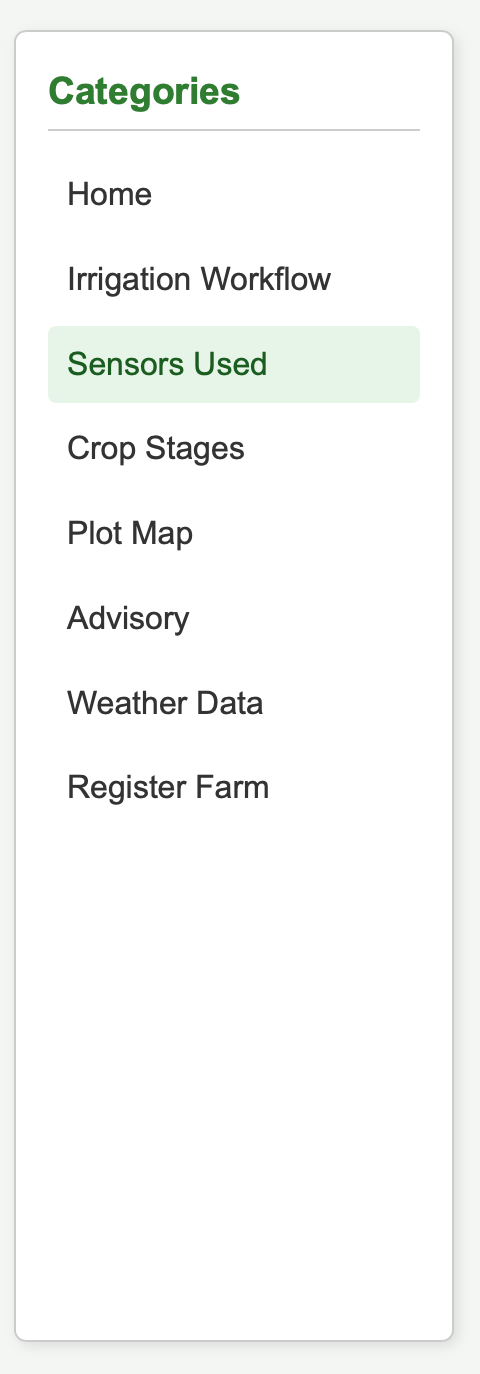 Categories
Home
Irrigation Workflow
Sensors Used
Crop Stages
Plot Map
Advisory
Weather Data
Register Farm